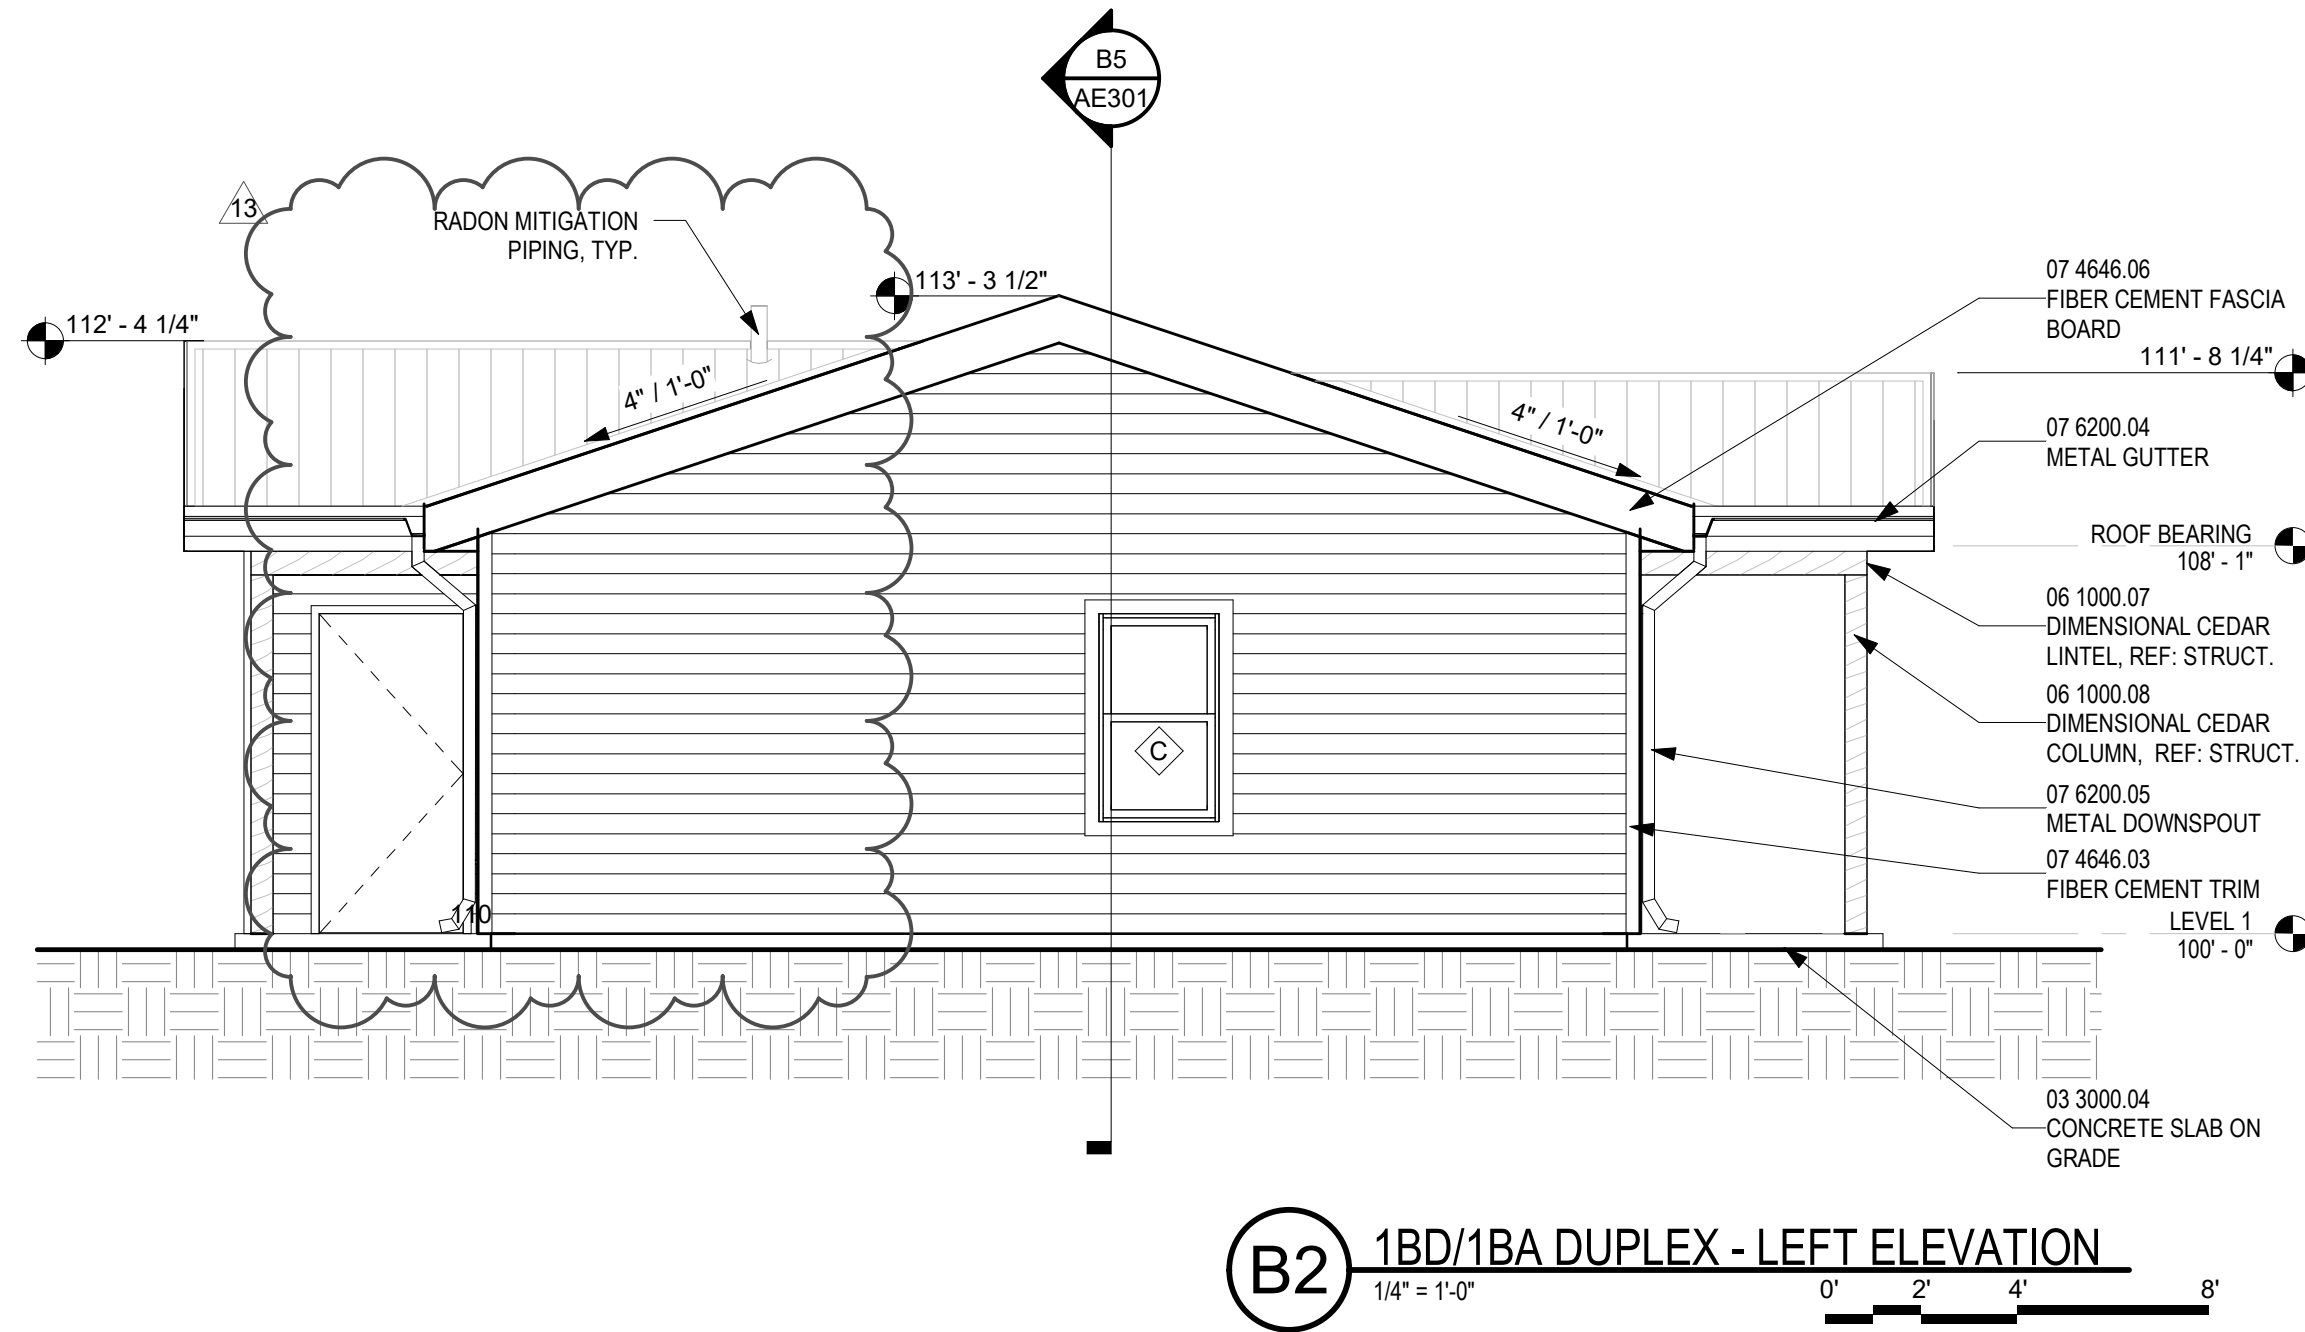 B5
AE301
13
RADON MITIGATION
PIPING, TYP.
113' - 3 1/2"
112' - 4 1/4"
4" / 1'-0"
4" / 1'-0"
07 4646.06
FIBER CEMENT FASCIA
BOARD
111' - 8 1/4"
07 6200.04
METAL GUTTER
ROOF BEARING
108' - 1"
06 1000.07
DIMENSIONAL CEDAR
LINTEL, REF: STRUCT.
06 1000.08
DIMENSIONAL CEDAR
COLUMN, REF: STRUCT.
C
07 6200.05
METAL DOWNSPOUT
07 4646.03
FIBER CEMENT TRIM
110
LEVEL 1
100' - 0"
03 3000.04
CONCRETE SLAB ON
GRADE
B2
1BD/1BA DUPLEX - LEFT ELEVATION
1/4" = 1'-0"
0' 2' 4' 8'